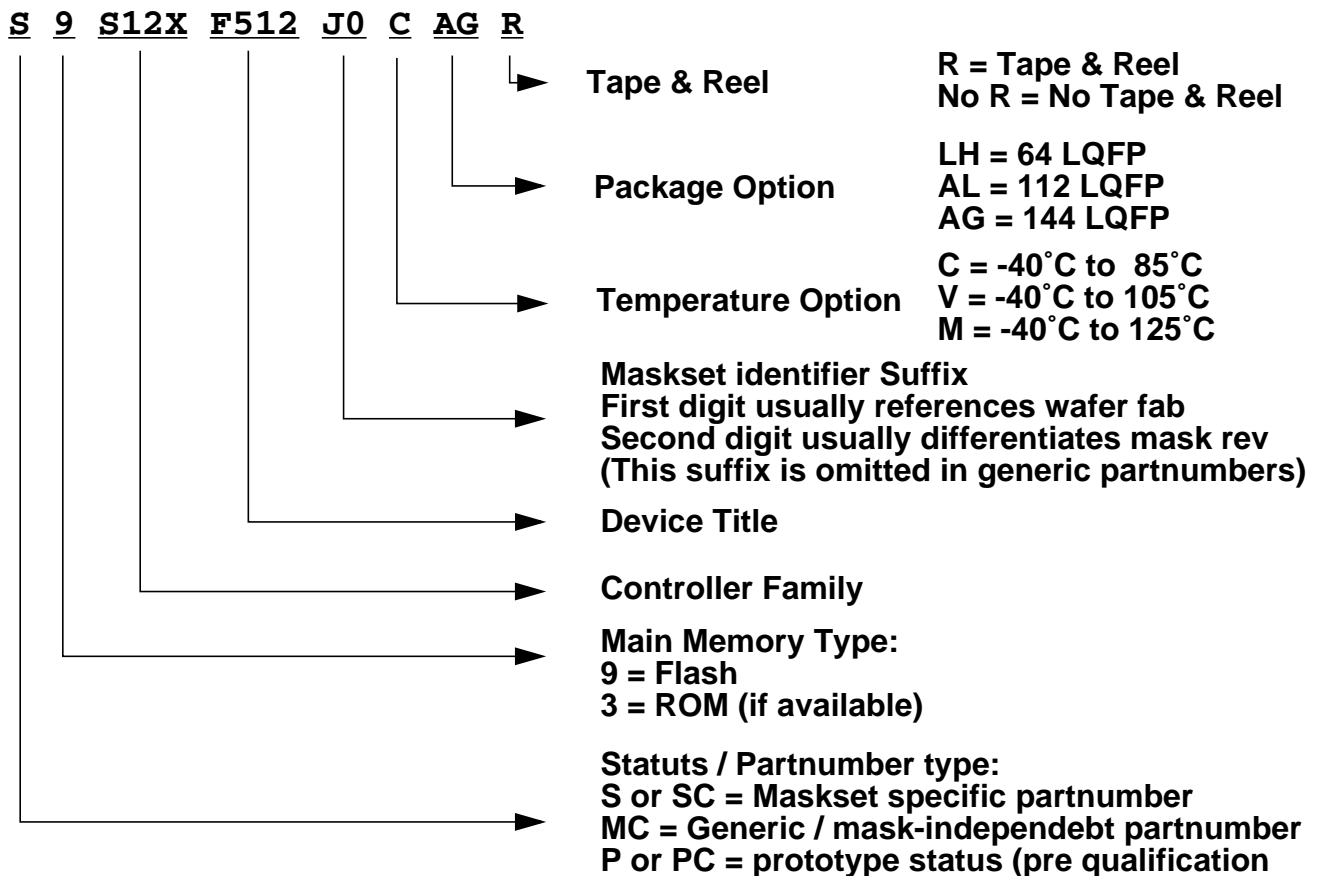 S 9 S12X F512 J0 C AG R
Tape & Reel
R = Tape & Reel
No R = No Tape & Reel
Package Option
LH = 64 LQFP
AL = 112 LQFP
AG = 144 LQFP
Temperature Option
C = -40˚C to 85˚C
V = -40˚C to 105˚C
M = -40˚C to 125˚C
Maskset identifier Suffix
First digit usually references wafer fab
Second digit usually differentiates mask rev
(This suffix is omitted in generic partnumbers)
Device Title
Controller Family
Main Memory Type:
9 = Flash
3 = ROM (if available)
Statuts / Partnumber type:
S or SC = Maskset specific partnumber
MC = Generic / mask-independebt partnumber
P or PC = prototype status (pre qualification